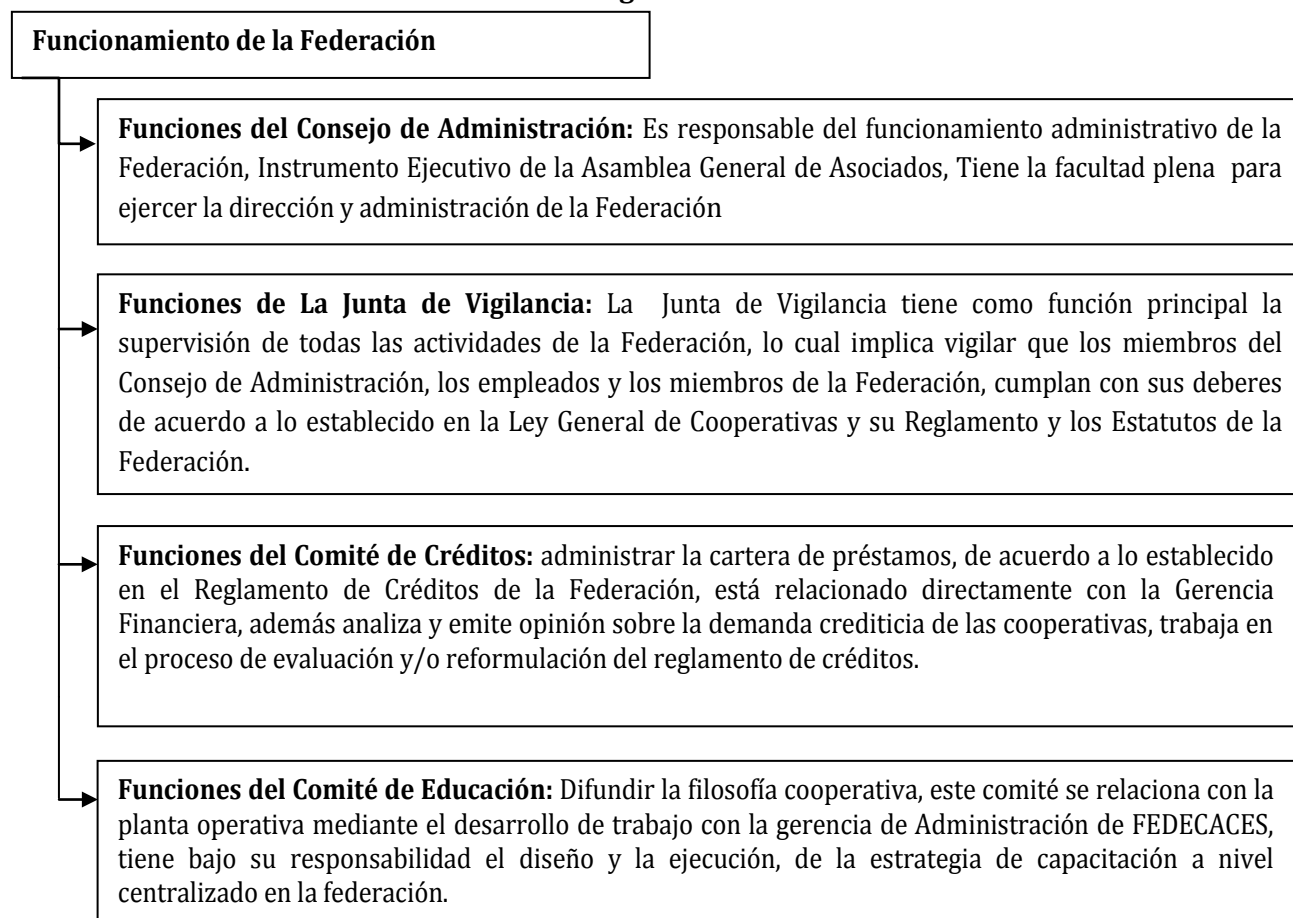 Funcionamiento de la Federación
Funciones del Consejo de Administración: Es responsable del funcionamiento administrativo de la
Federación, Instrumento Ejecutivo de la Asamblea General de Asociados, Tiene la facultad plena para
ejercer la dirección y administración de la Federación
Funciones de La Junta de Vigilancia: La Junta de Vigilancia tiene como función principal la
supervisión de todas las actividades de la Federación, lo cual implica vigilar que los miembros del
Consejo de Administración, los empleados y los miembros de la Federación, cumplan con sus deberes
de acuerdo a lo establecido en la Ley General de Cooperativas y su Reglamento y los Estatutos de la
Federación.
Funciones del Comité de Créditos: administrar la cartera de préstamos, de acuerdo a lo establecido
en el Reglamento de Créditos de la Federación, está relacionado directamente con la Gerencia
Financiera, además analiza y emite opinión sobre la demanda crediticia de las cooperativas, trabaja en
el proceso de evaluación y/o reformulación del reglamento de créditos.
Funciones del Comité de Educación: Difundir la filosofía cooperativa, este comité se relaciona con la
planta operativa mediante el desarrollo de trabajo con la gerencia de Administración de FEDECACES,
tiene bajo su responsabilidad el diseño y la ejecución, de la estrategia de capacitación a nivel
centralizado en la federación.